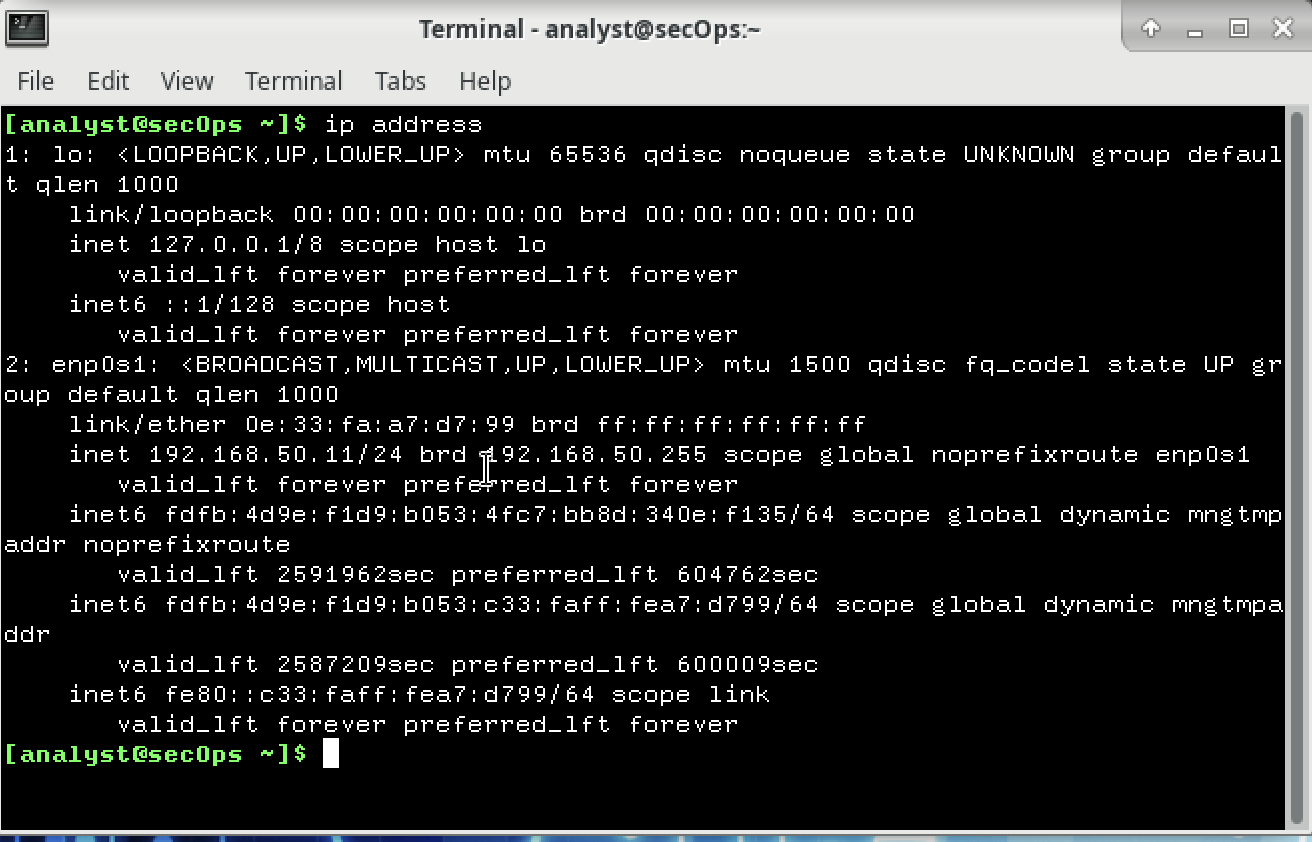 Terminal - analyst@secOps:~
File Edit View Terminal Tabs Help
[analyst@secOps ~]$ ip address
1: lo: <LOOPBACK,UP,LOWER_UP> mtu 65536 qdisc noqueue state UNKNOWN group defaul
t qlen 1000
    link/loopback 00:00:00:00:00:00 brd 00:00:00:00:00:00
    inet 127.0.0.1/8 scope host lo
       valid_lft forever preferred_lft forever
    inet6 ::1/128 scope host
       valid_lft forever preferred_lft forever
2: enp0s1: <BROADCAST,MULTICAST,UP,LOWER_UP> mtu 1500 qdisc fq_codel state UP gr
oup default qlen 1000
    link/ether 0e:33:fa:a7:d7:99 brd ff:ff:ff:ff:ff:ff
    inet 192.168.50.11/24 brd 192.168.50.255 scope global noprefixroute enp0s1
       valid_lft forever preferred_lft forever
    inet6 fdfb:4d9e:f1d9:b053:4fc7:bb8d:340e:f135/64 scope global dynamic mngtmp
addr noprefixroute
       valid_lft 2591962sec preferred_lft 604762sec
    inet6 fdfb:4d9e:f1d9:b053:c33:faff:fea7:d799/64 scope global dynamic mngtmpa
ddr
       valid_lft 2587209sec preferred_lft 600009sec
    inet6 fe80::c33:faff:fea7:d799/64 scope link
       valid_lft forever preferred_lft forever
[analyst@secOps ~]$